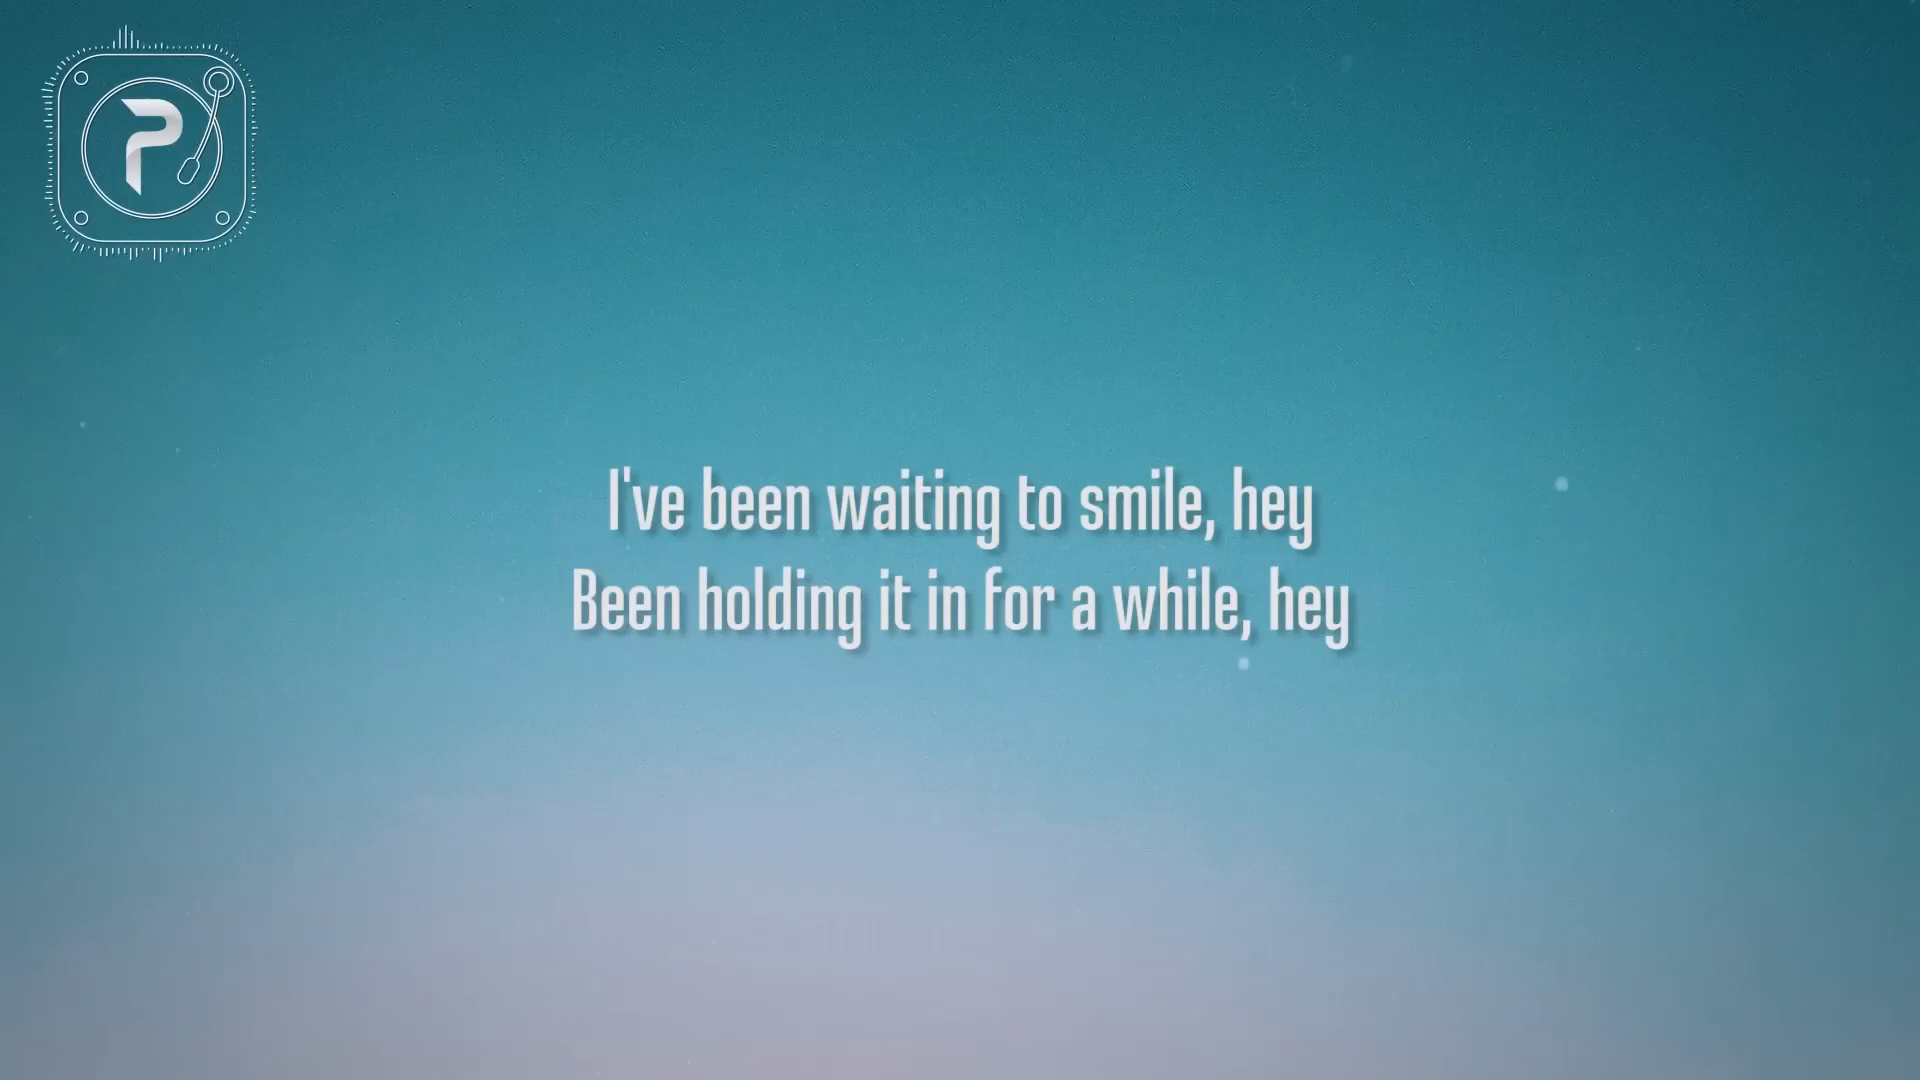 P
I've been waiting to smile, hey
Been holding it in for a while, hey